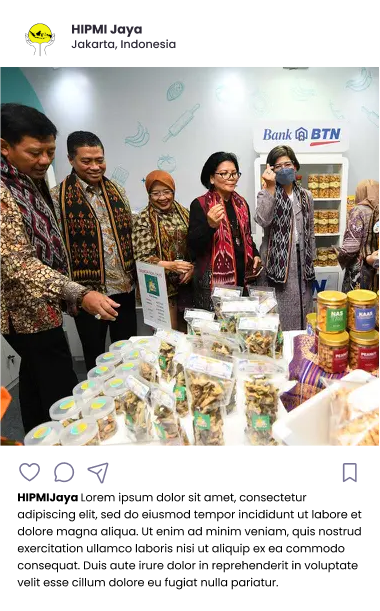 HIPMI Jaya
Jakarta, Indonesia
Bank BTN
HIPMIJaya Lorem ipsum dolor sit amet, consectetur
adipiscing elit, sed do eiusmod tempor incididunt ut labore et
dolore magna aliqua. Ut enim ad minim veniam, quis nostrud
exercitation ullamco laboris nisi ut aliquip ex ea commodo
consequat. Duis aute irure dolor in reprehenderit in voluptate
velit esse cillum dolore eu fugiat nulla pariatur.